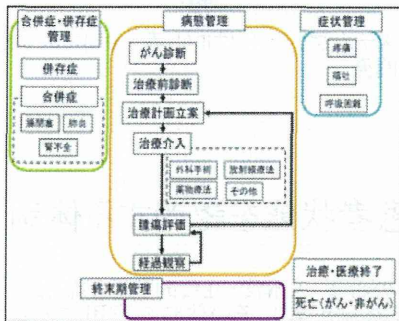 合併症・併存症
管理
併存症
合併症
腸閉塞
肺炎
腎不全
病態管理
がん診断
治療前診断
治療計画立案
治療介入
外科手術
放射線療法
薬物療法
その他
腫瘍評価
経過観察
症状管理
疼痛
嘔吐
呼吸困難
終末期管理
治癒・医療終了
死亡(がん・非がん)